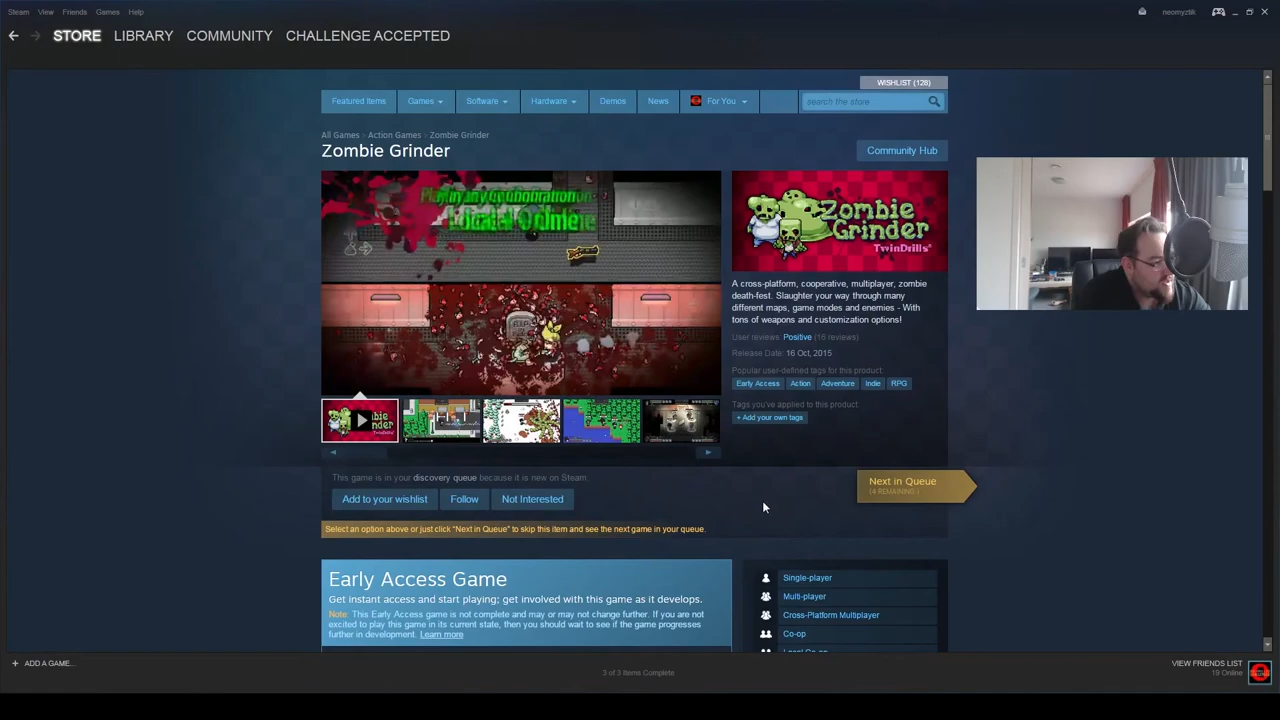 Steam View Friends Games Help
neomyztik
STORE LIBRARY COMMUNITY CHALLENGE ACCEPTED
WISHLIST (128)
Featured Items Games Software Hardware Demos News For You search the store
All Games > Action Games > Zombie Grinder
Zombie Grinder
Community Hub
Zombie
Grinder
TwinDrills
A cross-platform, cooperative, multiplayer, zombie
death-fest. Slaughter your way through many
different maps, game modes and enemies - With
tons of weapons and customization options!
User reviews: Positive (16 reviews)
Release Date: 16 Oct, 2015
Popular user-defined tags for this product:
Early Access Action Adventure Indie RPG
Tags you've applied to this product:
+ Add your own tags
This game is in your discovery queue because it is new on Steam.
Add to your wishlist Follow Not Interested
Next in Queue
(4 REMAINING )
Select an option above or just click "Next in Queue" to skip this item and see the next game in your queue.
Early Access Game
Get instant access and start playing; get involved with this game as it develops.
Note: This Early Access game is not complete and may or may not change further. If you are
excited to play this game in its current state, then you should wait to see if the game progresses
further in development. Learn more
Single-player
Multi-player
Cross-Platform Multiplayer
Co-op
Local Co-op
+ ADD A GAME...
3 of 3 Items Complete
VIEW FRIENDS LIST
19 Online